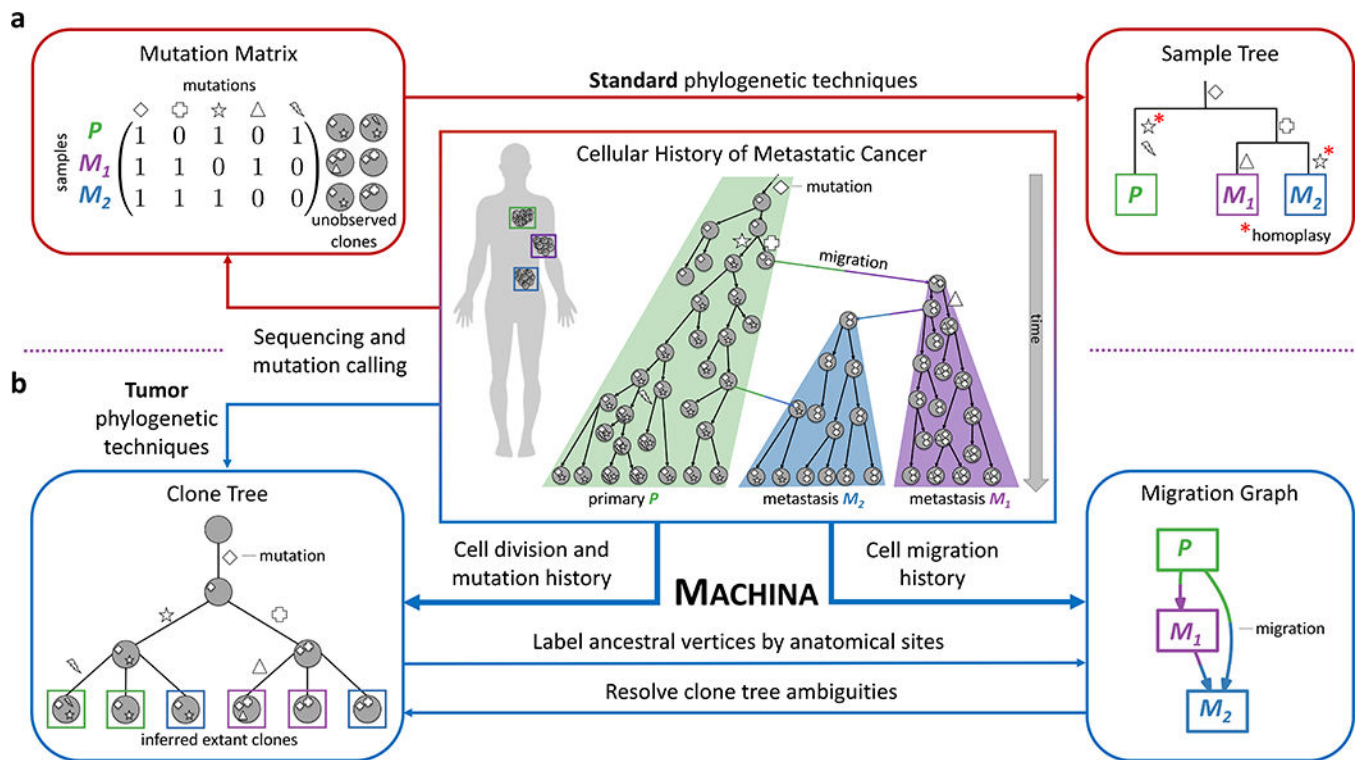 a
Mutation Matrix
mutations
samples
P 1 0 1 0 1
M1 1 1 0 1 0
M2 1 1 1 0 0
unobserved
clones
Standard phylogenetic techniques
Sample Tree
*
*
P M1 M2
*homoplasy
Cellular History of Metastatic Cancer
mutation
migration
time
primary P
metastasis M2
metastasis M1
Sequencing and
mutation calling
b
Tumor
phylogenetic
techniques
Clone Tree
mutation
inferred extant clones
Cell division and
mutation history
Cell migration
history
MACHINA
Label ancestral vertices by anatomical sites
Resolve clone tree ambiguities
Migration Graph
P
M1
migration
M2